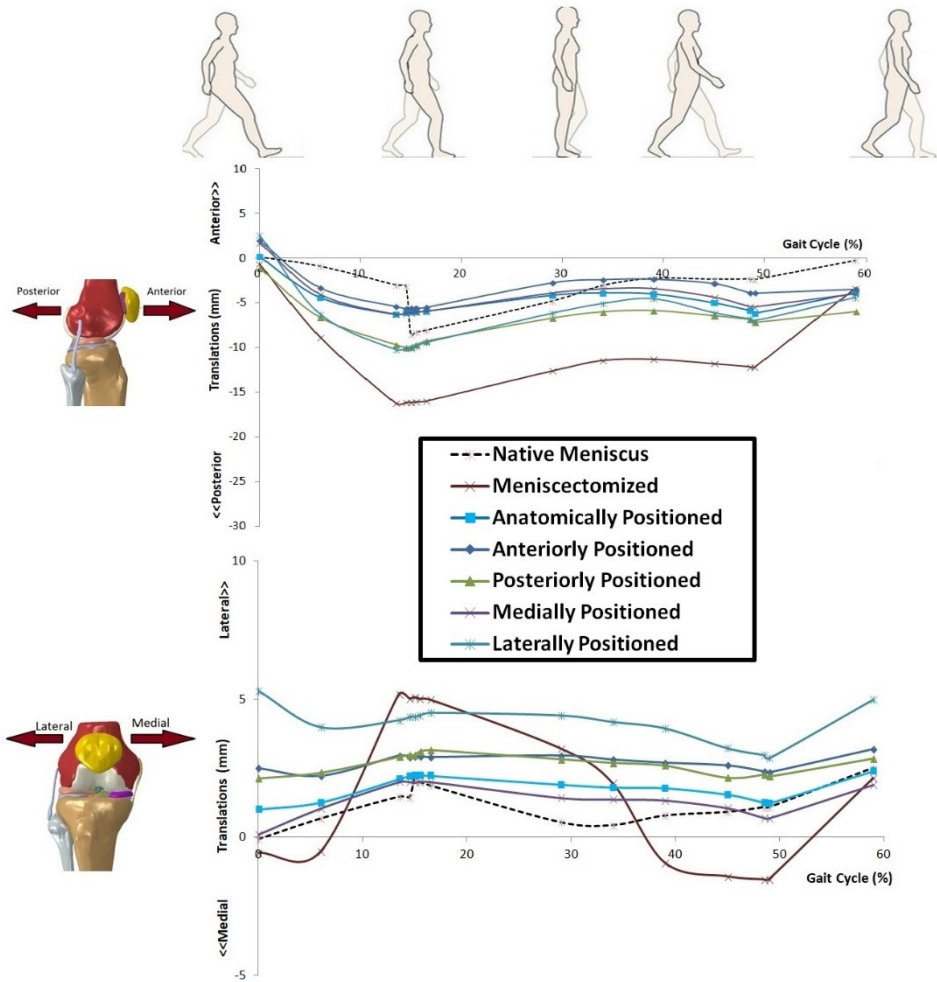 10
5
0
-5
-10
-15
-20
-25
-30
Anterior>>
Translations (mm)
<<Posterior
Gait Cycle (%)
10
20
30
40
50
60
Posterior
Anterior
Native Meniscus
Meniscectomized
Anatomically Positioned
Anteriorly Positioned
Posteriorly Positioned
Medially Positioned
Laterally Positioned
10
5
0
-5
Lateral>>
Translations (mm)
<<Medial
Lateral
Medial
0
10
20
30
40
50
60
Gait Cycle (%)